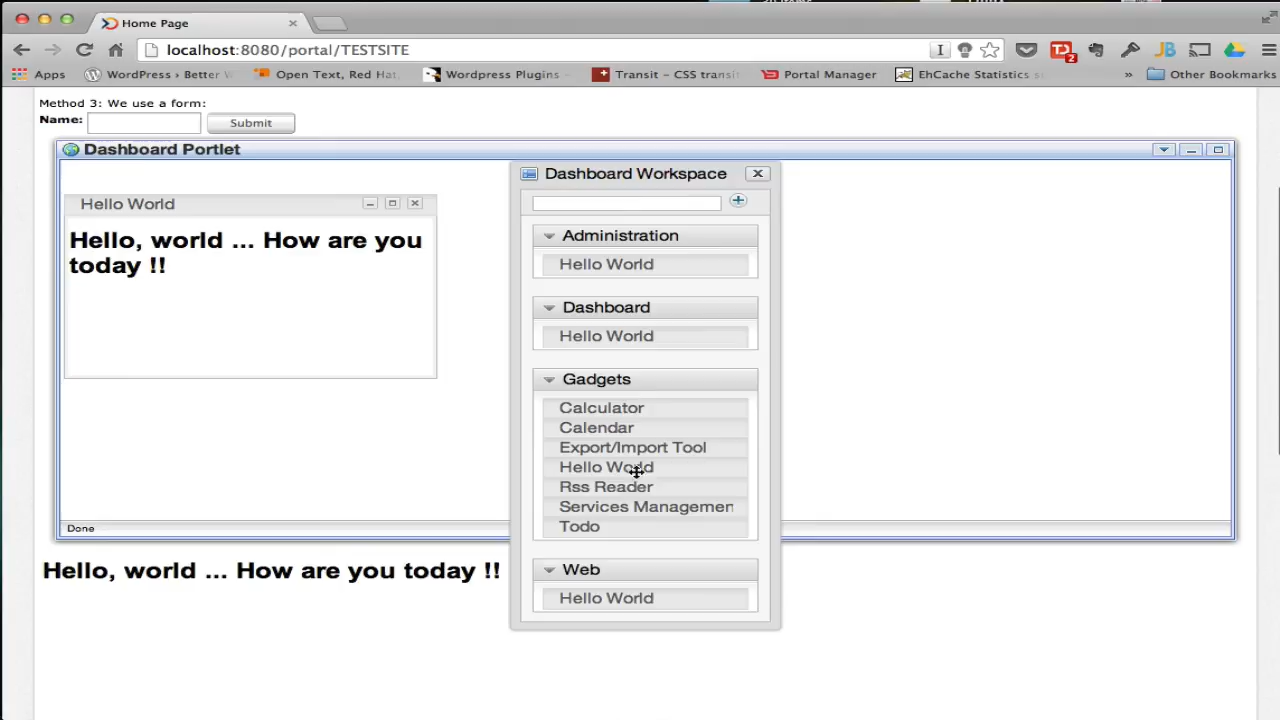 Home Page
localhost:8080/portal/TESTSITE
Apps WordPress › Better Open Text, Red Hat, Wordpress Plugins Transit – CSS transit Portal Manager EhCache Statistics » Other Bookmarks
2
Method 3: We use a form:
Name: Submit
Dashboard Portlet
Dashboard Workspace
Hello World
Hello, world ... How are you
today !!
Administration
Hello World
Dashboard
Hello World
Gadgets
Calculator
Calendar
Export/Import Tool
Hello World
Rss Reader
Services Managemen
Todo
Done
Web
Hello World
Hello, world ... How are you today !!